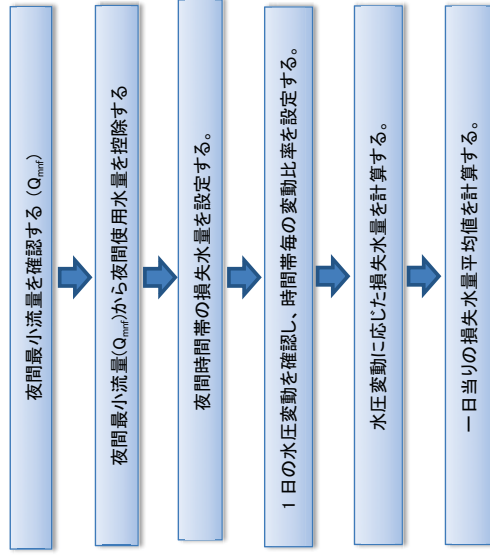 夜間最小流量を確認する（Qmnf）
夜間最小流量(Qmnf)から夜間使用水量を控除する
夜間時間帯の損失水量を設定する。
1日の水圧変動を確認し、時間帯毎の変動比率を設定する。
水圧変動に応じた損失水量を計算する。
一日当りの損失水量平均値を計算する。